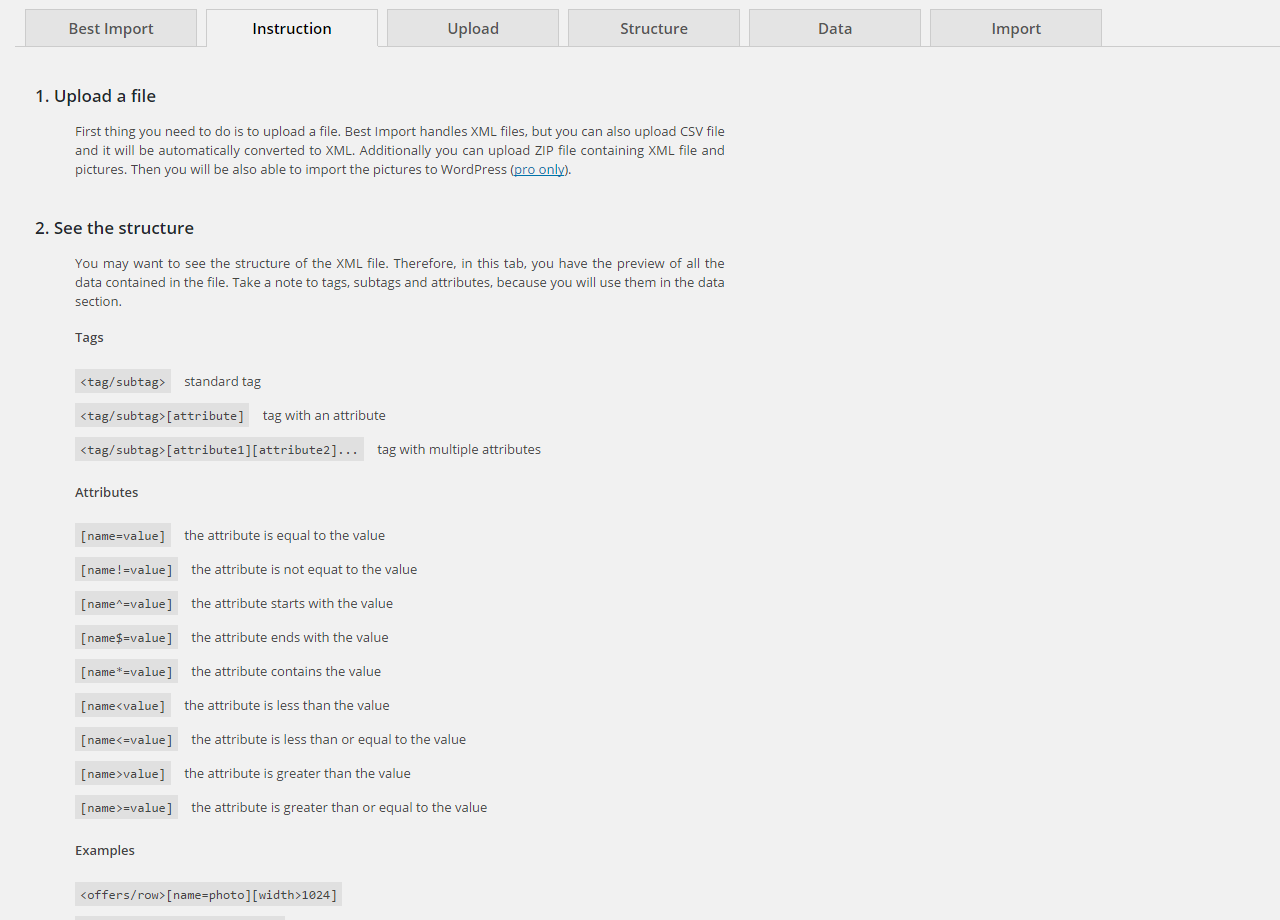 Best Import Instruction Upload Structure Data Import
1. Upload a file
First thing you need to do is to upload a file. Best Import handles XML files, but you can also upload CSV file
and it will be automatically converted to XML. Additionally you can upload ZIP file containing XML file and
pictures. Then you will be also able to import the pictures to WordPress (pro only).
2. See the structure
You may want to see the structure of the XML file. Therefore, in this tab, you have the preview of all the
data contained in the file. Take a note to tags, subtags and attributes, because you will use them in the data
section.
Tags
<tag/subtag> standard tag
<tag/subtag>[attribute] tag with an attribute
<tag/subtag>[attribute1][attribute2]... tag with multiple attributes
Attributes
[name=value] the attribute is equal to the value
[name!=value] the attribute is not equat to the value
[name^=value] the attribute starts with the value
[name$=value] the attribute ends with the value
[name*=value] the attribute contains the value
[name<value] the attribute is less than the value
[name<=value] the attribute is less than or equal to the value
[name>value] the attribute is greater than the value
[name>=value] the attribute is greater than or equal to the value
Examples
<offers/row>[name=photo][width>1024]